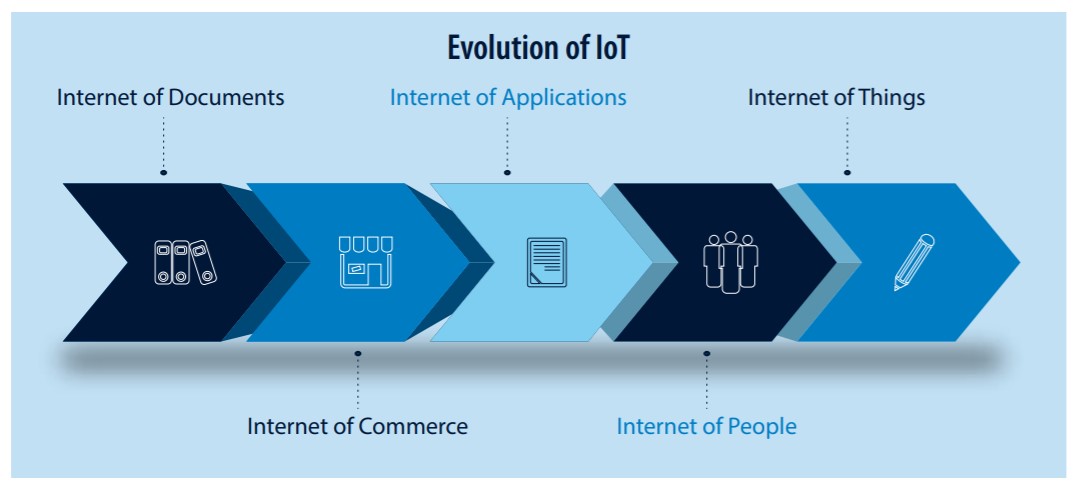 Evolution of IoT
Internet of Documents
Internet of Applications
Internet of Things
Internet of Commerce
Internet of People